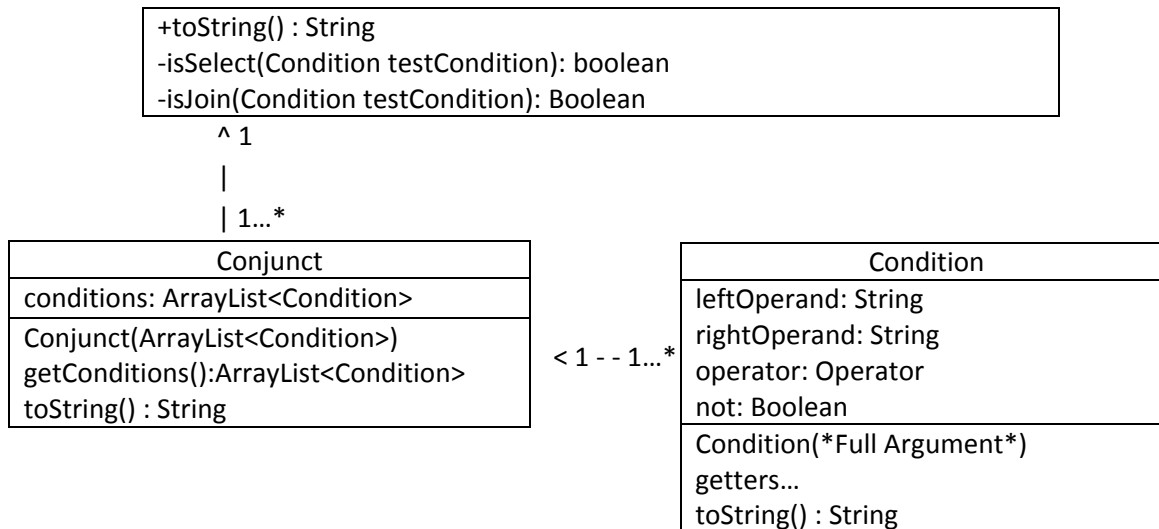 +toString() : String
-isSelect(Condition testCondition): boolean
-isJoin(Condition testCondition): Boolean
^ 1
|
| 1…*
Conjunct
conditions: ArrayList<Condition>
Conjunct(ArrayList<Condition>)
getConditions():ArrayList<Condition>
toString() : String
< 1 - - 1…*
Condition
leftOperand: String
rightOperand: String
operator: Operator
not: Boolean
Condition(*Full Argument*)
getters…
toString() : String